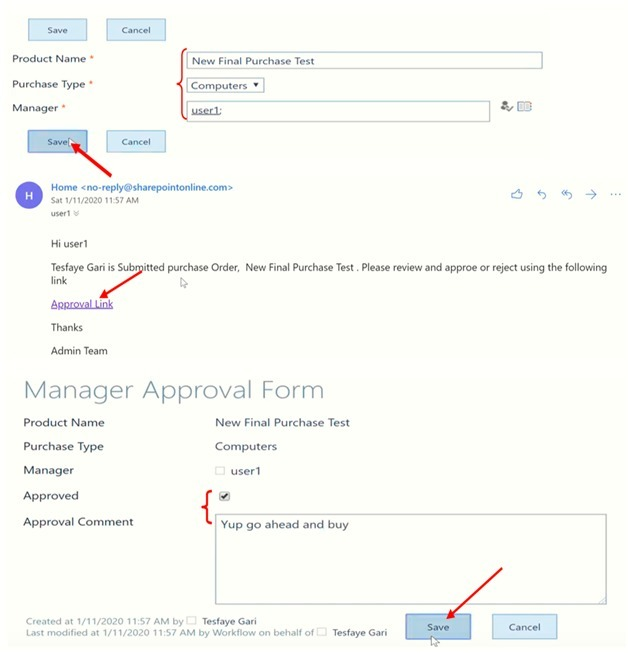 Save Cancel
Product Name * New Final Purchase Test
Purchase Type * Computers ▼
Manager * user1;
Save Cancel
H
Home <no-reply@sharepointonline.com>
Sat 1/11/2020 11:57 AM
user1
Hi user1
Tesfaye Gari is Submitted purchase Order, New Final Purchase Test . Please review and approe or reject using the following
link
Approval Link
Thanks
Admin Team
Manager Approval Form
Product Name New Final Purchase Test
Purchase Type Computers
Manager user1
Approved
Approval Comment Yup go ahead and buy
Created at 1/11/2020 11:57 AM by Tesfaye Gari
Last modified at 1/11/2020 11:57 AM by Workflow on behalf of Tesfaye Gari
Save Cancel